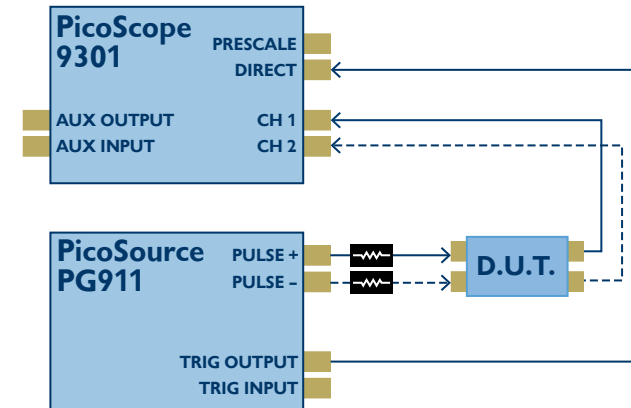 PicoScope
9301
PRESCALE
DIRECT
AUX OUTPUT
CH 1
AUX INPUT
CH 2
PicoSource
PG911
PULSE +
PULSE –
D.U.T.
TRIG OUTPUT
TRIG INPUT